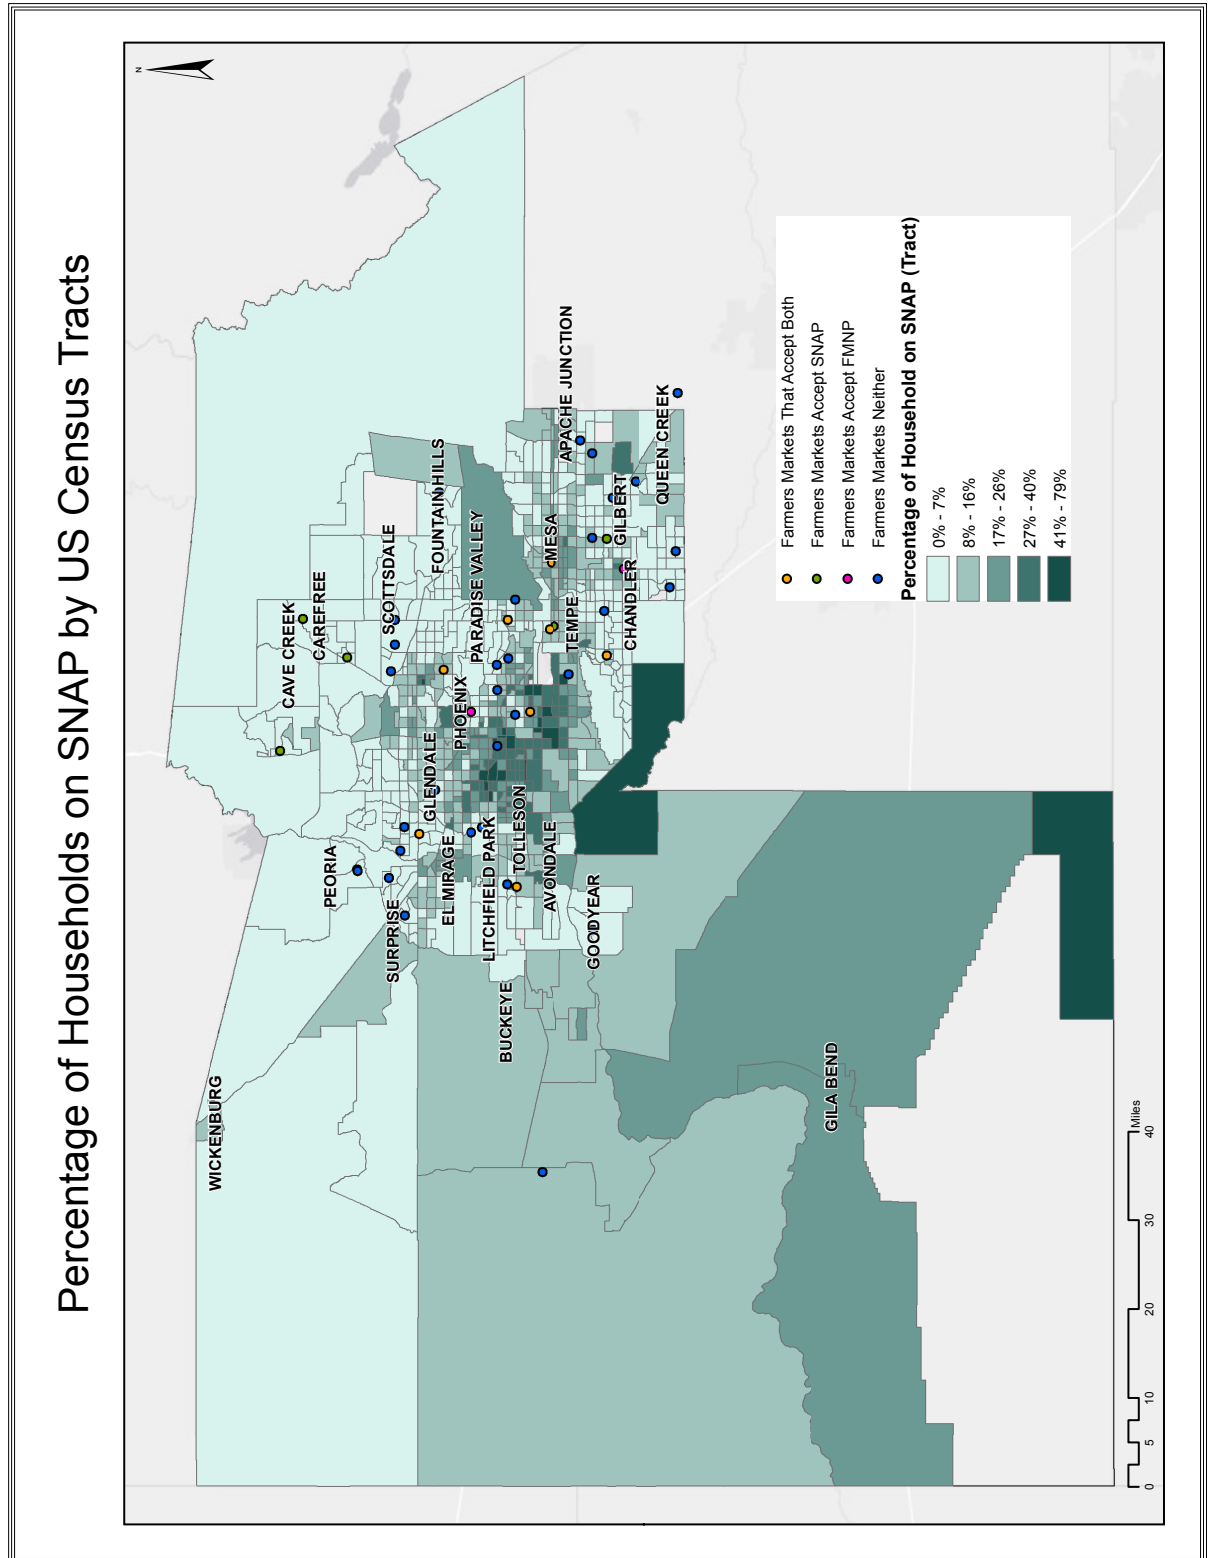 Percentage of Households on SNAP by US Census Tracts
N
WICKENBURG
CAVE CREEK
CAREFREE
PEORIA
SCOTTSDALE
SURPRISE
FOUNTAIN HILLS
GLENDALE
EL MIRAGE
PHOENIX
PARADISE VALLEY
LITCHFIELD PARK
BUCKEYE
TOLLESON
AVONDALE
MESA
APACHE JUNCTION
TEMPE
GOODYEAR
GILBERT
CHANDLER
QUEEN CREEK
GILA BEND
Farmers Markets That Accept Both
Farmers Markets Accept SNAP
Farmers Markets Accept FMNP
Farmers Markets Neither
Percentage of Household on SNAP (Tract)
0% - 7%
8% - 16%
17% - 26%
27% - 40%
41% - 79%
0 5 10 20 30 40
Miles